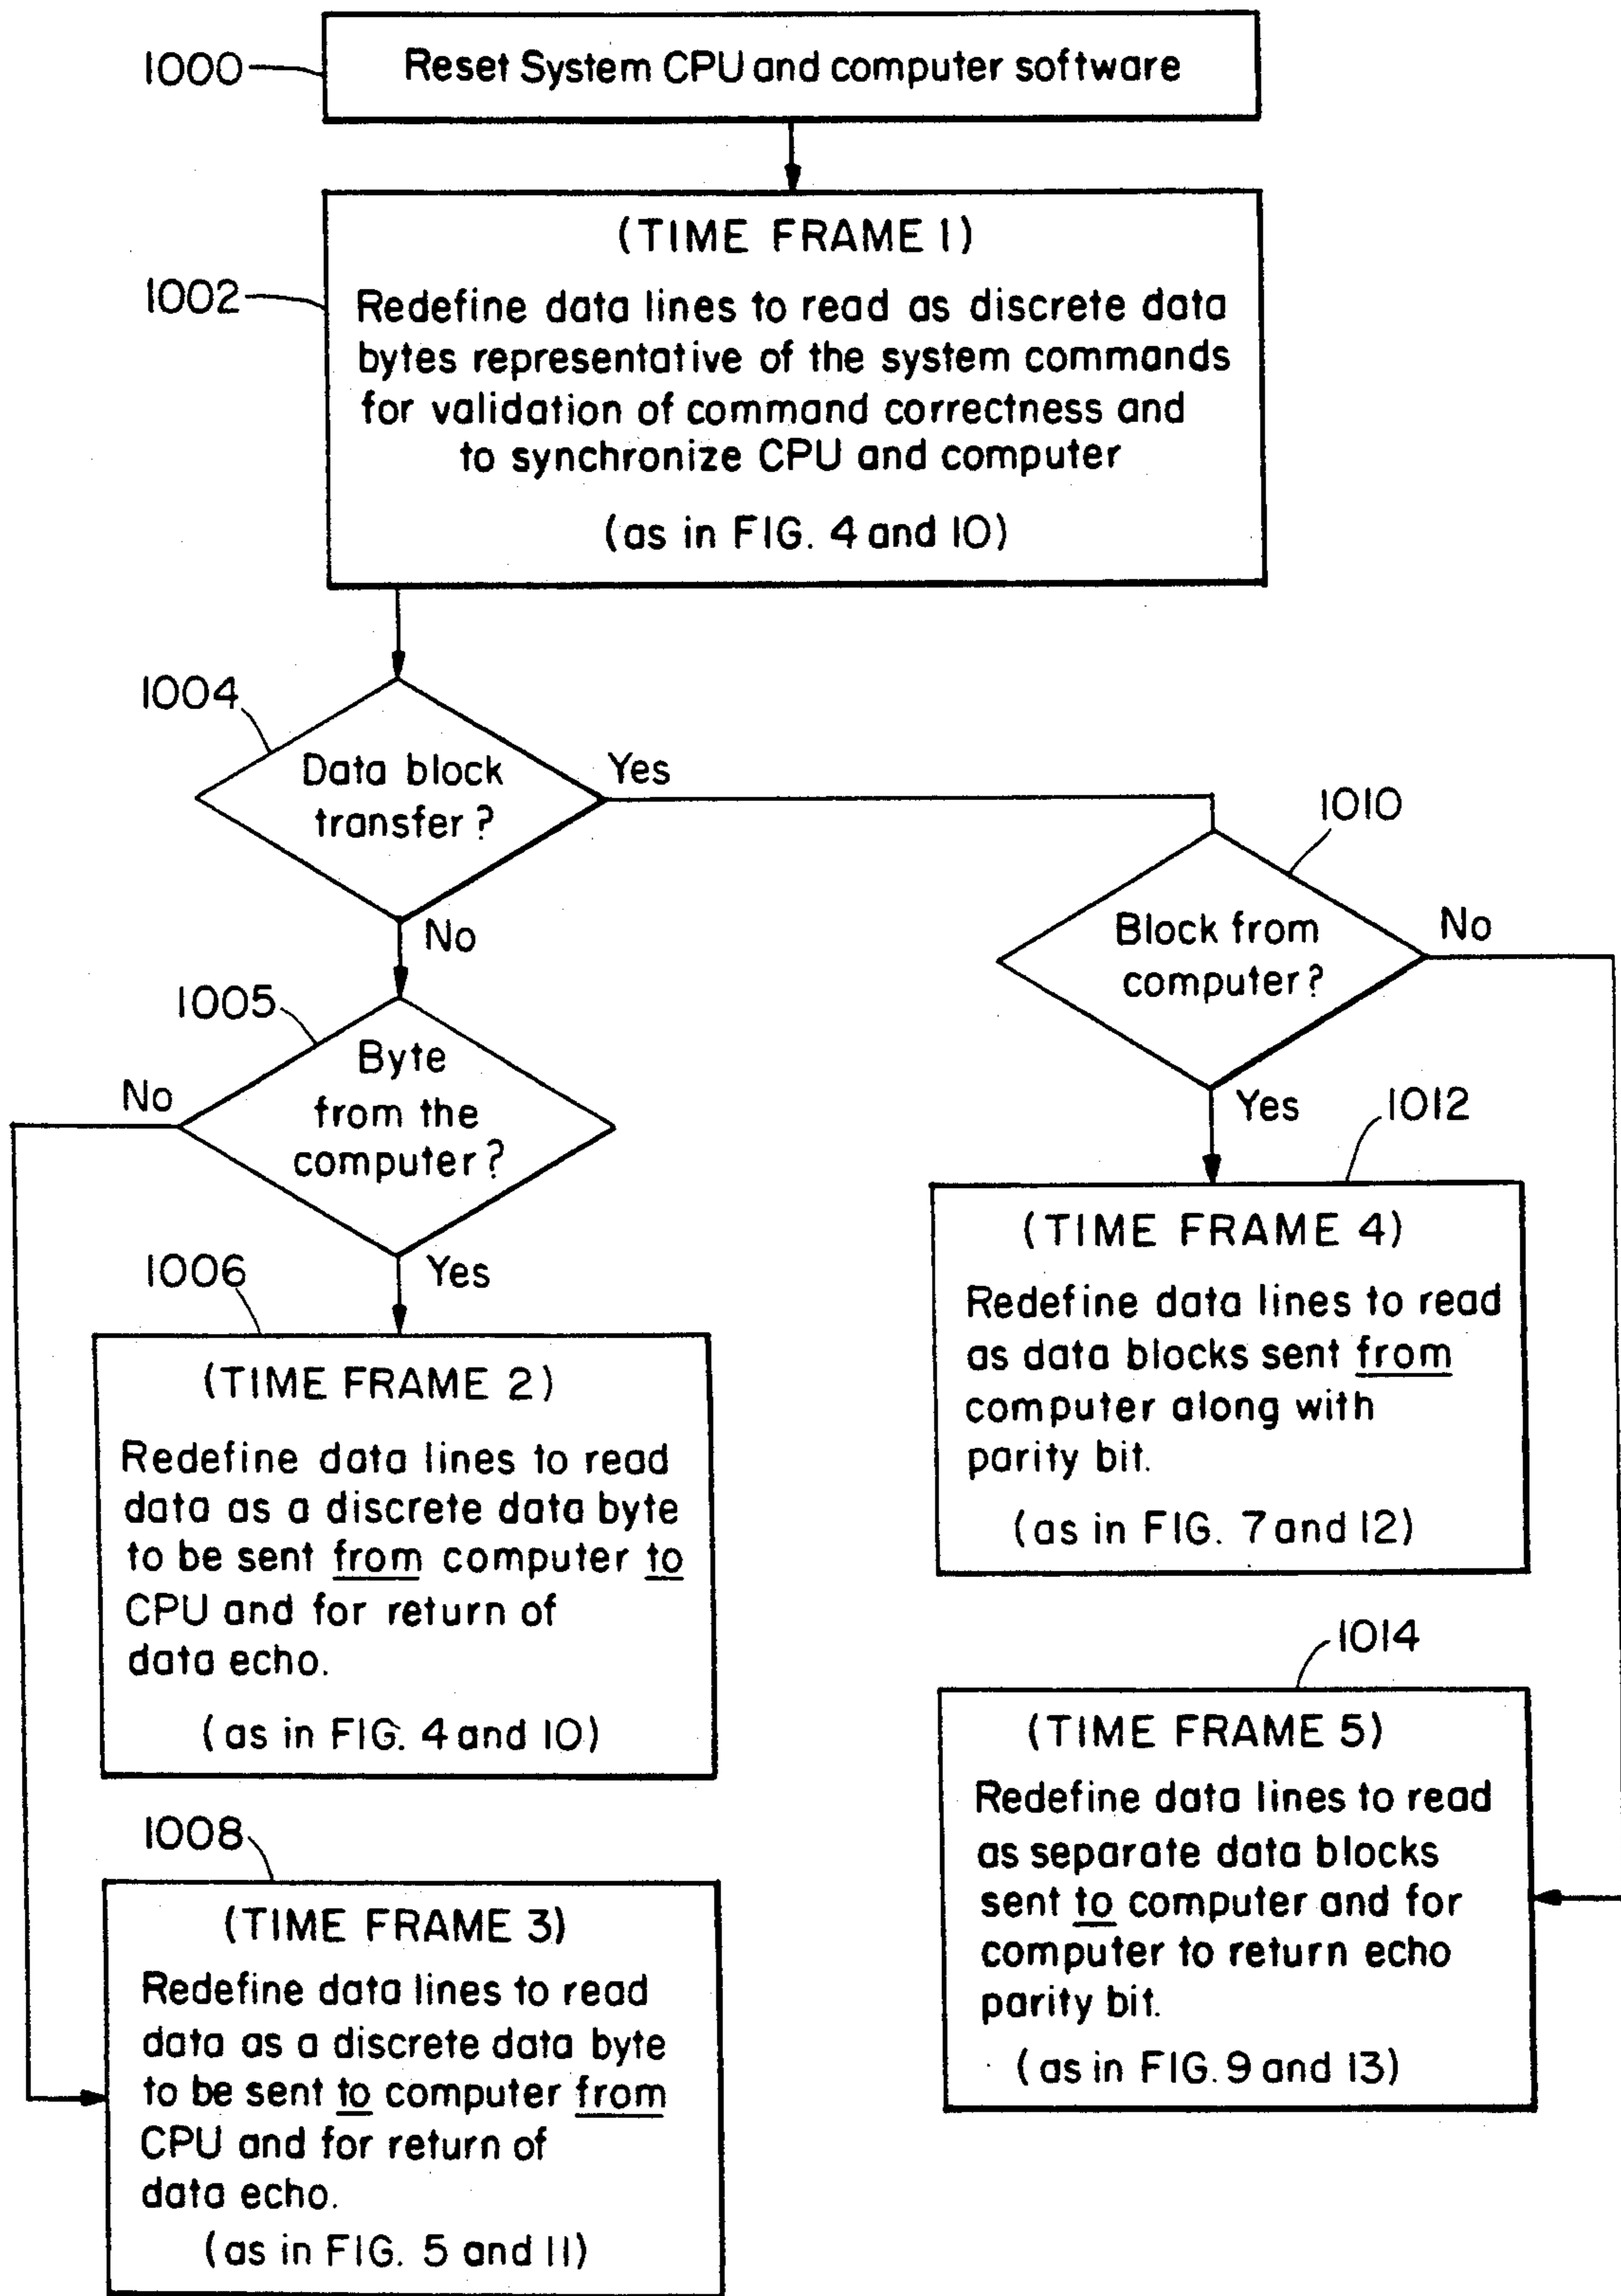 1000
Reset System CPU and computer software
(TIME FRAME 1)
1002
Redefine data lines to read as discrete data
bytes representative of the system commands
for validation of command correctness and
to synchronize CPU and computer
(as in FIG. 4 and 10)
1004
Data block
transfer?
Yes
No
1010
Block from
computer?
No
Yes
1005
Byte
from the
computer?
No
Yes
1006
(TIME FRAME 2)
Redefine data lines to read
data as a discrete data byte
to be sent from computer to
CPU and for return of
data echo.
(as in FIG. 4 and 10)
1012
(TIME FRAME 4)
Redefine data lines to read
as data blocks sent from
computer along with
parity bit.
(as in FIG. 7 and 12)
1008
(TIME FRAME 3)
Redefine data lines to read
data as a discrete data byte
to be sent to computer from
CPU and for return of
data echo.
(as in FIG. 5 and 11)
1014
(TIME FRAME 5)
Redefine data lines to read
as separate data blocks
sent to computer and for
computer to return echo
parity bit.
(as in FIG. 9 and 13)